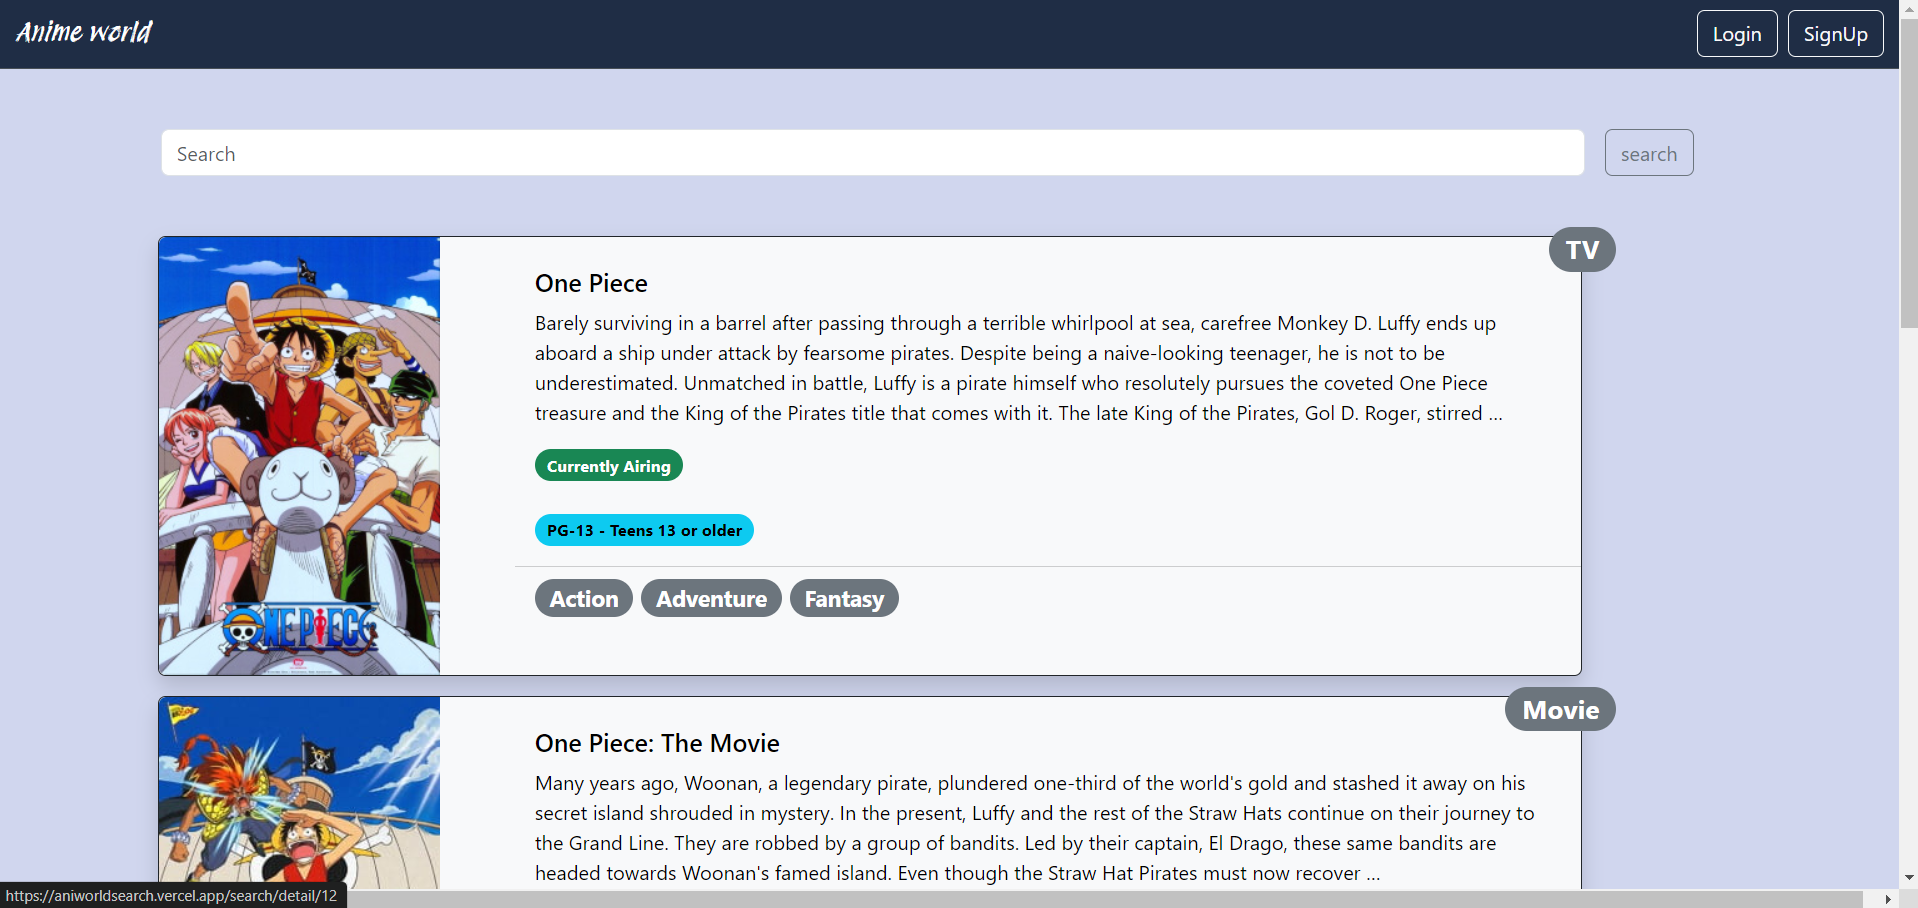 Anime world
Login
SignUp
Search
search
TV
One Piece
Barely surviving in a barrel after passing through a terrible whirlpool at sea, carefree Monkey D. Luffy ends up
aboard a ship under attack by fearsome pirates. Despite being a naive-looking teenager, he is not to be
underestimated. Unmatched in battle, Luffy is a pirate himself who resolutely pursues the coveted One Piece
treasure and the King of the Pirates title that comes with it. The late King of the Pirates, Gol D. Roger, stirred ...
Currently Airing
PG-13 - Teens 13 or older
Action
Adventure
Fantasy
ONE PIECE
Movie
One Piece: The Movie
Many years ago, Woonan, a legendary pirate, plundered one-third of the world's gold and stashed it away on his
secret island shrouded in mystery. In the present, Luffy and the rest of the Straw Hats continue on their journey to
the Grand Line. They are robbed by a group of bandits. Led by their captain, El Drago, these same bandits are
headed towards Woonan's famed island. Even though the Straw Hat Pirates must now recover ...
https://aniworldsearch.vercel.app/search/detail/12